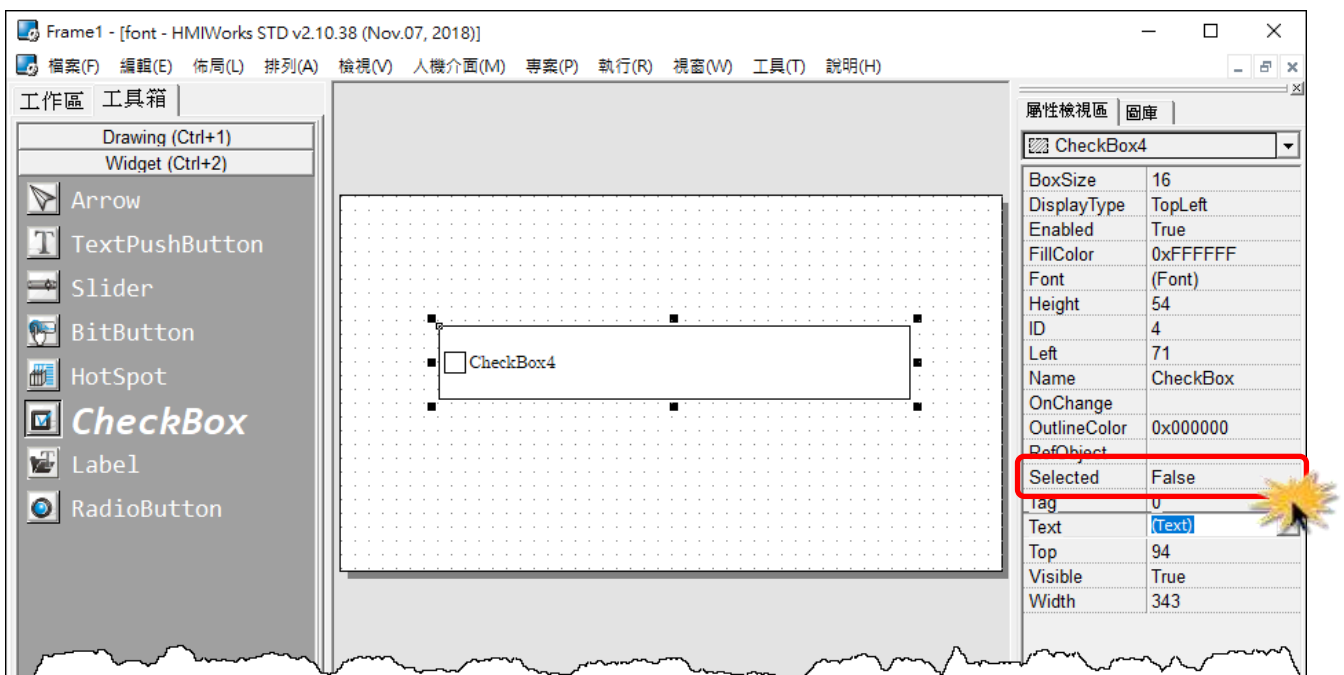 Frame1 - [font - HMIWorks STD v2.10.38 (Nov.07, 2018)]
檔案(F) 編輯(E) 佈局(L) 排列(A) 檢視(V) 人機介面(M) 專案(P) 執行(R) 視窗(W) 工具(T) 說明(H)
工作區 工具箱
Drawing (Ctrl+1)
Widget (Ctrl+2)
Arrow
TextPushButton
Slider
BitButton
HotSpot
CheckBox
Label
RadioButton
CheckBox4
屬性檢視區 圖庫
CheckBox4
BoxSize 16
DisplayType TopLeft
Enabled True
FillColor 0xFFFFFF
Font (Font)
Height 54
ID 4
Left 71
Name CheckBox
OnChange
OutlineColor 0x000000
RefObject
Selected False
Tag 0
Text (Text)
Top 94
Visible True
Width 343